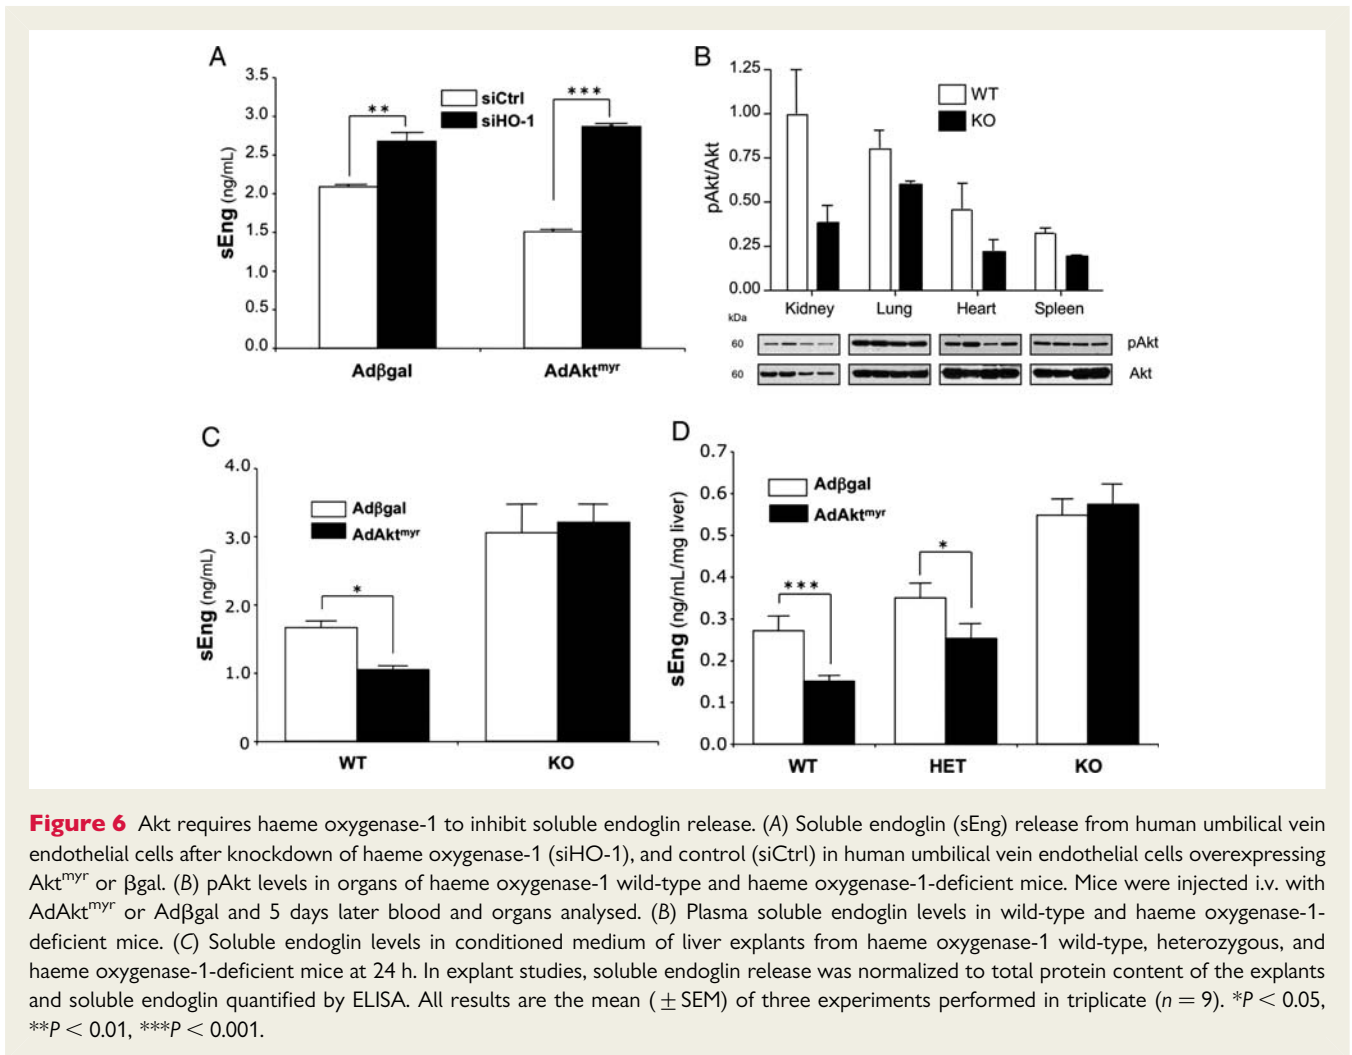 A
3.5
3.0
2.5
2.0
1.5
1.0
0.5
0.0
sEng (ng/mL)
siCtrl
siHO-1
**
***
Adβgal
AdAktmyr
B
1.25
1.00
0.75
0.50
0.25
0.00
pAkt/Akt
WT
KO
Kidney
Lung
Heart
Spleen
kDa
60
pAkt
60
Akt
C
4.0
3.0
2.0
1.0
0
sEng (ng/mL)
Adβgal
AdAktmyr
*
WT
KO
D
0.7
0.6
0.5
0.4
0.3
0.2
0.1
0.0
sEng (ng/mL/mg liver)
Adβgal
AdAktmyr
***
*
WT
HET
KO
Figure 6 Akt requires haeme oxygenase-1 to inhibit soluble endoglin release. (A) Soluble endoglin (sEng) release from human umbilical vein
endothelial cells after knockdown of haeme oxygenase-1 (siHO-1), and control (siCtrl) in human umbilical vein endothelial cells overexpressing
Aktmyr or βgal. (B) pAkt levels in organs of haeme oxygenase-1 wild-type and haeme oxygenase-1-deficient mice. Mice were injected i.v. with
AdAktmyr or Adβgal and 5 days later blood and organs analysed. (B) Plasma soluble endoglin levels in wild-type and haeme oxygenase-1-
deficient mice. (C) Soluble endoglin levels in conditioned medium of liver explants from haeme oxygenase-1 wild-type, heterozygous, and
haeme oxygenase-1-deficient mice at 24 h. In explant studies, soluble endoglin release was normalized to total protein content of the explants
and soluble endoglin quantified by ELISA. All results are the mean (±SEM) of three experiments performed in triplicate (n = 9). *P < 0.05,
**P < 0.01, ***P < 0.001.